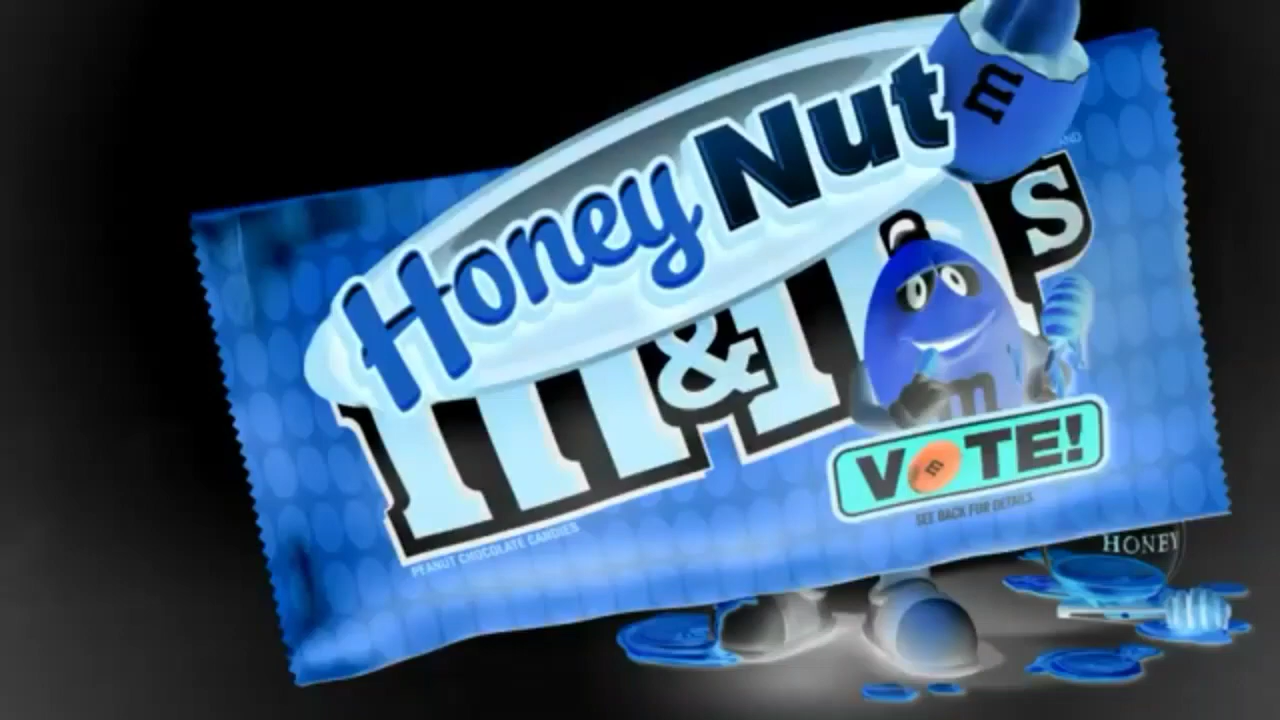 Honey Nut
m
m&m's
m
VOTE!
SEE BACK FOR DETAILS
PEANUT CHOCOLATE CANDIES
HONEY